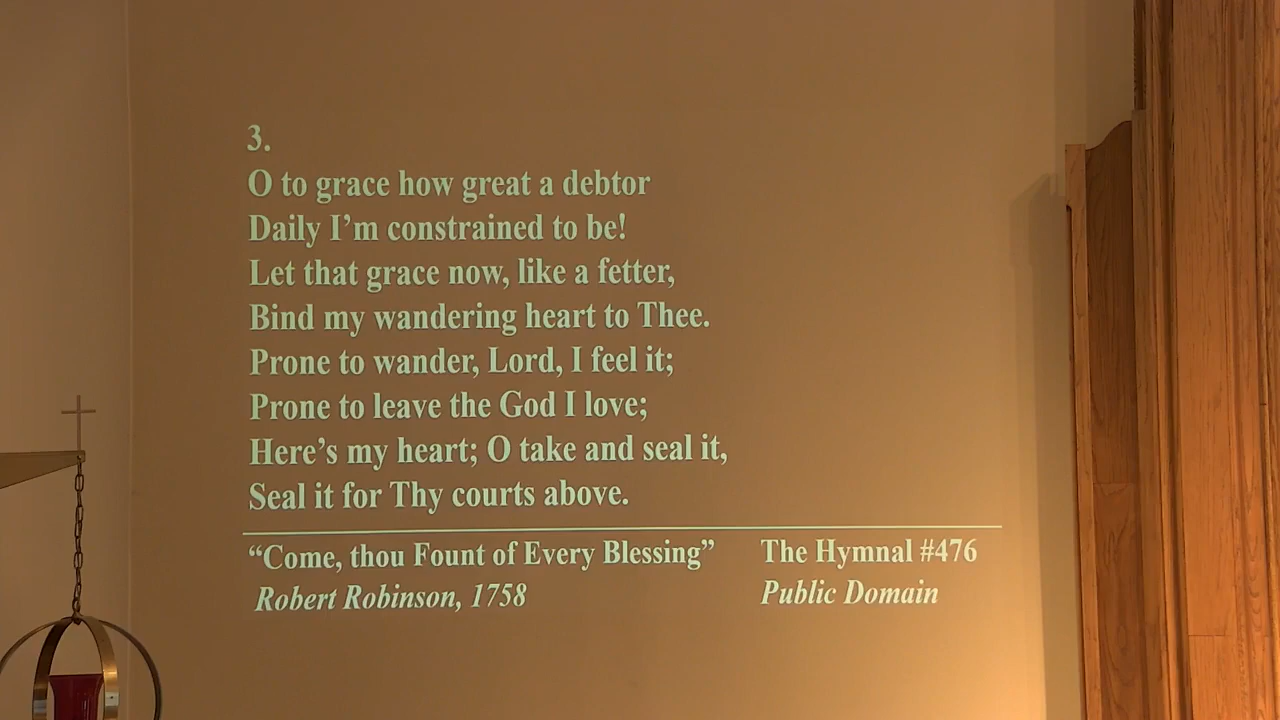 3.
O to grace how great a debtor
Daily I’m constrained to be!
Let that grace now, like a fetter,
Bind my wandering heart to Thee.
Prone to wander, Lord, I feel it;
Prone to leave the God I love;
Here’s my heart; O take and seal it,
Seal it for Thy courts above.
“Come, thou Fount of Every Blessing” The Hymnal #476
Robert Robinson, 1758 Public Domain